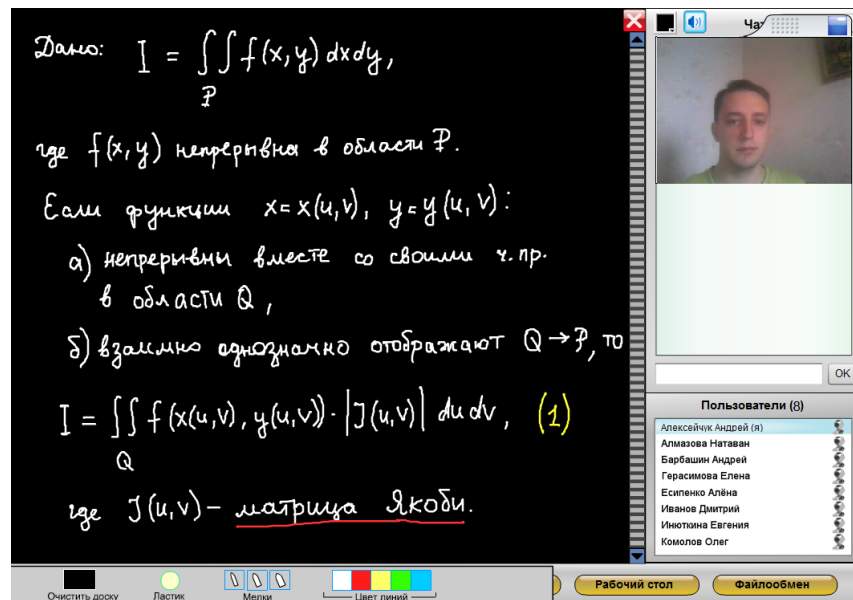 Дано: I = ∫∫ f(x, y) dx dy,
P
где f(x, y) непрерывна в области P.
Если функции x = x(u, v), y = y(u, v):
а) непрерывны вместе со своими ч. пр.
в области Q,
б) взаимно однозначно отображают Q → P, то
I = ∫∫ f(x(u,v), y(u,v)) · |J(u,v)| du dv, (1)
Q
где J(u,v) – матрица Якоби.
Очистить доску
Ластик
Мелки
Цвет линий
OK
Пользователи (8)
Алексейчук Андрей (я)
Алмазова Натаван
Барбашин Андрей
Герасимова Елена
Есипенко Алёна
Иванов Дмитрий
Инюткина Евгения
Комолов Олег
Рабочий стол
Файлообмен